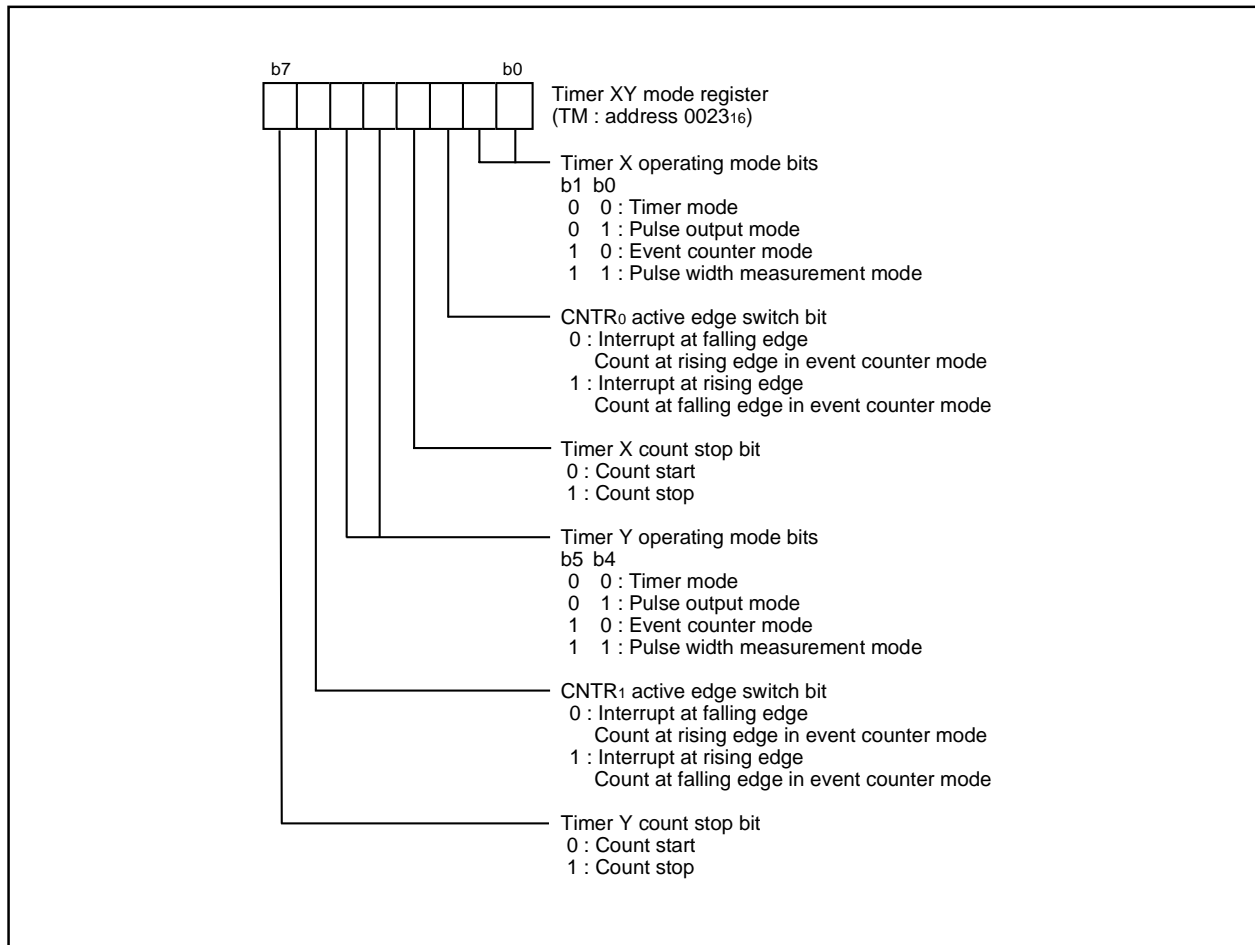 b7 b0
Timer XY mode register
(TM : address 0023₁₆)
Timer X operating mode bits
b1 b0
0 0 : Timer mode
0 1 : Pulse output mode
1 0 : Event counter mode
1 1 : Pulse width measurement mode
CNTR₀ active edge switch bit
0 : Interrupt at falling edge
Count at rising edge in event counter mode
1 : Interrupt at rising edge
Count at falling edge in event counter mode
Timer X count stop bit
0 : Count start
1 : Count stop
Timer Y operating mode bits
b5 b4
0 0 : Timer mode
0 1 : Pulse output mode
1 0 : Event counter mode
1 1 : Pulse width measurement mode
CNTR₁ active edge switch bit
0 : Interrupt at falling edge
Count at rising edge in event counter mode
1 : Interrupt at rising edge
Count at falling edge in event counter mode
Timer Y count stop bit
0 : Count start
1 : Count stop